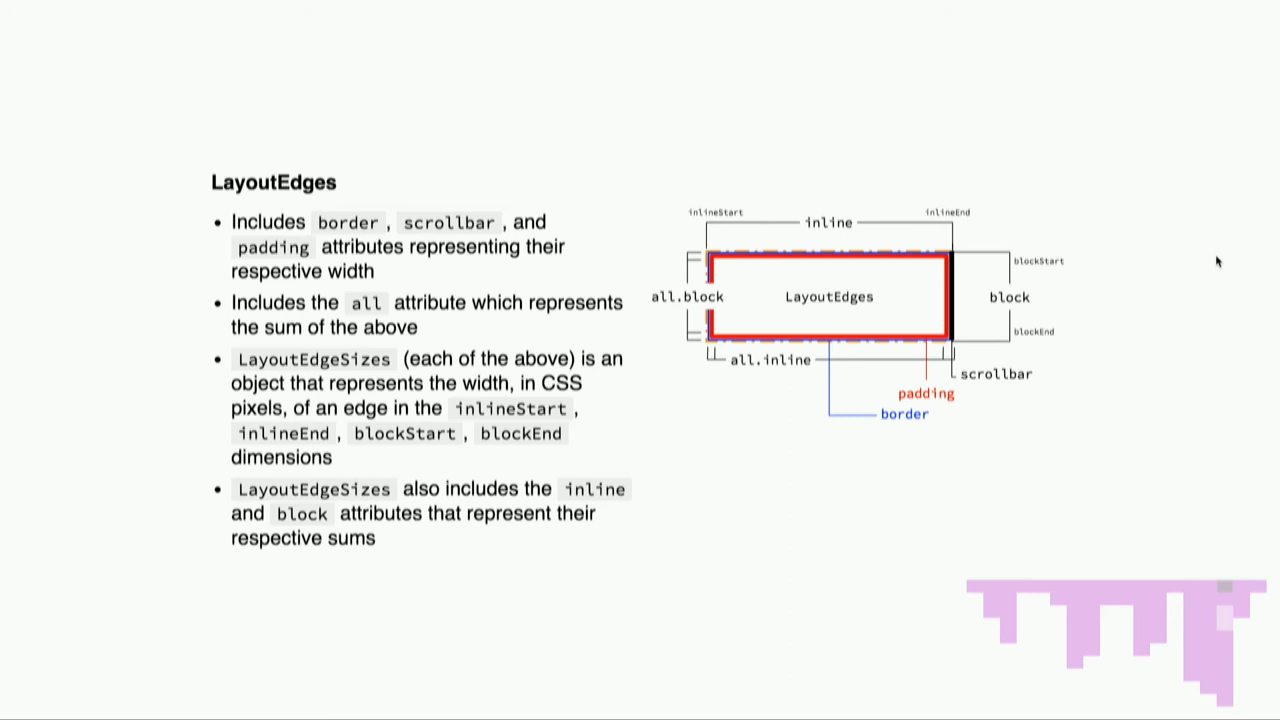 LayoutEdges
• Includes border , scrollbar , and
padding attributes representing their
respective width
• Includes the all attribute which represents
the sum of the above
• LayoutEdgeSizes (each of the above) is an
object that represents the width, in CSS
pixels, of an edge in the inlineStart ,
inlineEnd , blockStart , blockEnd
dimensions
• LayoutEdgeSizes also includes the inline
and block attributes that represent their
respective sums
inlineStart
inlineEnd
inline
blockStart
all.block
LayoutEdges
block
blockEnd
all.inline
scrollbar
padding
border